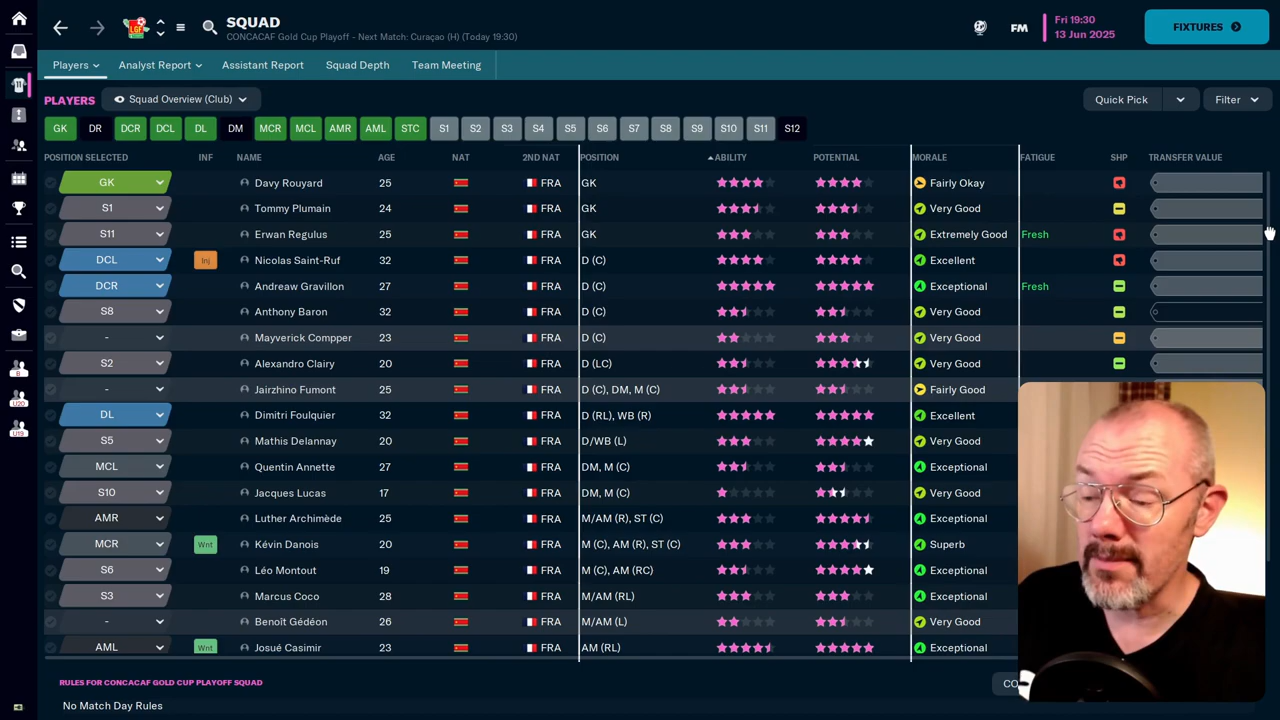 SQUAD
CONCACAF Gold Cup Playoff - Next Match: Curaçao (H) (Today 19:30)
FM
Fri 19:30
13 Jun 2025
FIXTURES
Players
Analyst Report
Assistant Report
Squad Depth
Team Meeting
PLAYERS
Squad Overview (Club)
Quick Pick
Filter
GK DR DCR DCL DL DM MCR MCL AMR AML STC S1 S2 S3 S4 S5 S6 S7 S8 S9 S10 S11 S12
POSITION SELECTED INF NAME AGE NAT 2ND NAT POSITION ABILITY POTENTIAL MORALE FATIGUE SHP TRANSFER VALUE
GK Davy Rouyard 25 FRA GK Fairly Okay
S1 Tommy Plumain 24 FRA GK Very Good
S11 Erwan Regulus 25 FRA GK Extremely Good Fresh
DCL Inj Nicolas Saint-Ruf 32 FRA D (C) Excellent
DCR Andreaw Gravillon 27 FRA D (C) Exceptional Fresh
S8 Anthony Baron 32 FRA D (C) Very Good
- Mayverick Compper 23 FRA D (C) Very Good
S2 Alexandro Clairy 20 FRA D (LC) Very Good
- Jairzhino Fumont 25 FRA D (C), DM, M (C) Fairly Good
DL Dimitri Foulquier 32 FRA D (RL), WB (R) Excellent
S5 Mathis Delannay 20 FRA D/WB (L) Very Good
MCL Quentin Annette 27 FRA DM, M (C) Exceptional
S10 Jacques Lucas 17 FRA DM, M (C) Very Good
AMR Luther Archimède 25 FRA M/AM (R), ST (C) Exceptional
MCR Wnt Kévin Danois 20 FRA M (C), AM (R), ST (C) Superb
S6 Léo Montout 19 FRA M (C), AM (RC) Exceptional
S3 Marcus Coco 28 FRA M/AM (RL) Exceptional
- Benoît Gédéon 26 FRA M/AM (L) Very Good
AML Wnt Josué Casimir 23 FRA AM (RL) Exceptional
RULES FOR CONCACAF GOLD CUP PLAYOFF SQUAD
CO
No Match Day Rules